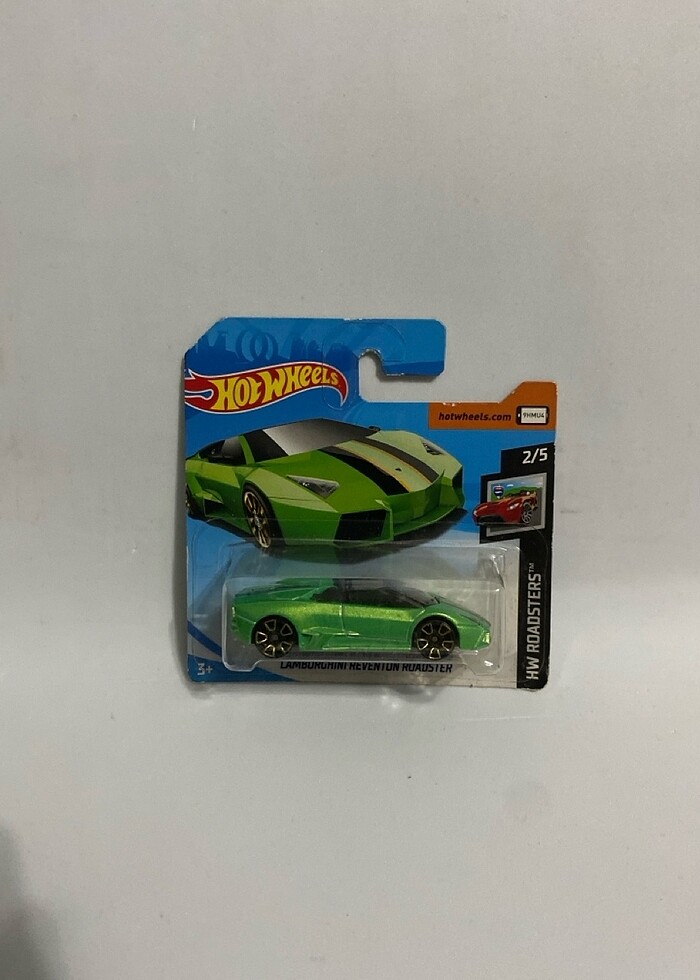 HOT WHEELS
hotwheels.com
9HMU4
2/5
HW ROADSTERS™
3+
LAMBORGHINI REVENTON ROADSTER